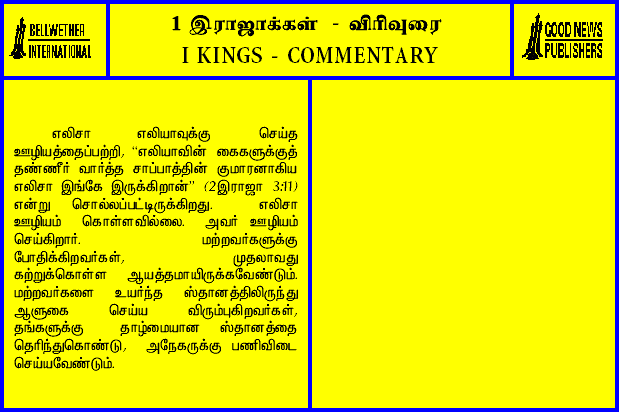 BELLWETHER
INTERNATIONAL
1 இராஜாக்கள் - விரிவுரை
I KINGS - COMMENTARY
GOOD NEWS
PUBLISHERS
எலிசா எலியாவுக்கு செய்த
ஊழியத்தைப்பற்றி, “எலியாவின் கைகளுக்குத்
தண்ணீர் வார்த்த சாப்பாத்தின் குமாரனாகிய
எலிசா இங்கே இருக்கிறான்” (2இராஜா 3:11)
என்று சொல்லப்பட்டிருக்கிறது. எலிசா
ஊழியம் கொள்ளவில்லை. அவர் ஊழியம்
செய்கிறார். மற்றவர்களுக்கு
போதிக்கிறவர்கள், முதலாவது
கற்றுக்கொள்ள ஆயத்தமாயிருக்கவேண்டும்.
மற்றவர்களை உயர்ந்த ஸ்தானத்திலிருந்து
ஆளுகை செய்ய விரும்புகிறவர்கள்,
தங்களுக்கு தாழ்மையான ஸ்தானத்தை
தெரிந்துகொண்டு, அநேகருக்கு பணிவிடை
செய்யவேண்டும்.